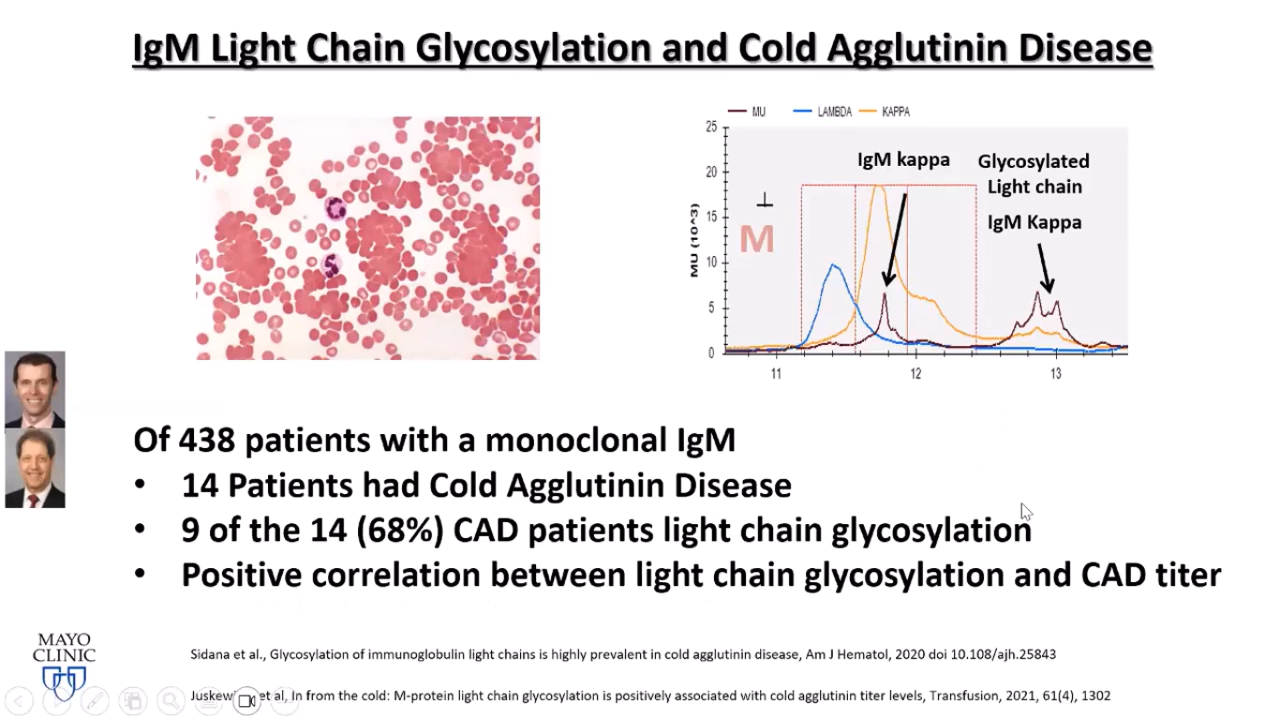 IgM Light Chain Glycosylation and Cold Agglutinin Disease
MU LAMBDA KAPPA
25
20
15
10
5
0
MU (10^3)
IgM kappa
Glycosylated
Light chain
IgM Kappa
M
11 12 13
Of 438 patients with a monoclonal IgM
• 14 Patients had Cold Agglutinin Disease
• 9 of the 14 (68%) CAD patients light chain glycosylation
• Positive correlation between light chain glycosylation and CAD titer
MAYO
CLINIC
Sidana et al., Glycosylation of immunoglobulin light chains is highly prevalent in cold agglutinin disease, Am J Hematol, 2020 doi 10.108/ajh.25843
et al, In from the cold: M-protein light chain glycosylation is positively associated with cold agglutinin titer levels, Transfusion, 2021, 61(4), 1302